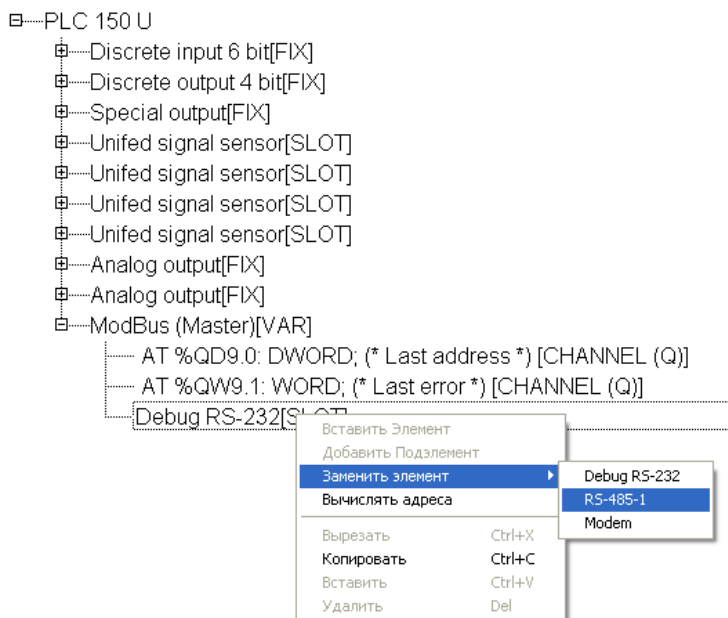 PLC 150 U
Discrete input 6 bit[FIX]
Discrete output 4 bit[FIX]
Special output[FIX]
Unifed signal sensor[SLOT]
Unifed signal sensor[SLOT]
Unifed signal sensor[SLOT]
Unifed signal sensor[SLOT]
Analog output[FIX]
Analog output[FIX]
ModBus (Master)[VAR]
AT %QD9.0: DWORD; (* Last address *) [CHANNEL (Q)]
AT %QW9.1: WORD; (* Last error *) [CHANNEL (Q)]
Debug RS-232[SLOT]
Вставить Элемент
Добавить Подэлемент
Заменить элемент
Debug RS-232
Вычислять адреса
RS-485-1
Modem
Вырезать Ctrl+X
Копировать Ctrl+C
Вставить Ctrl+V
Удалить Del